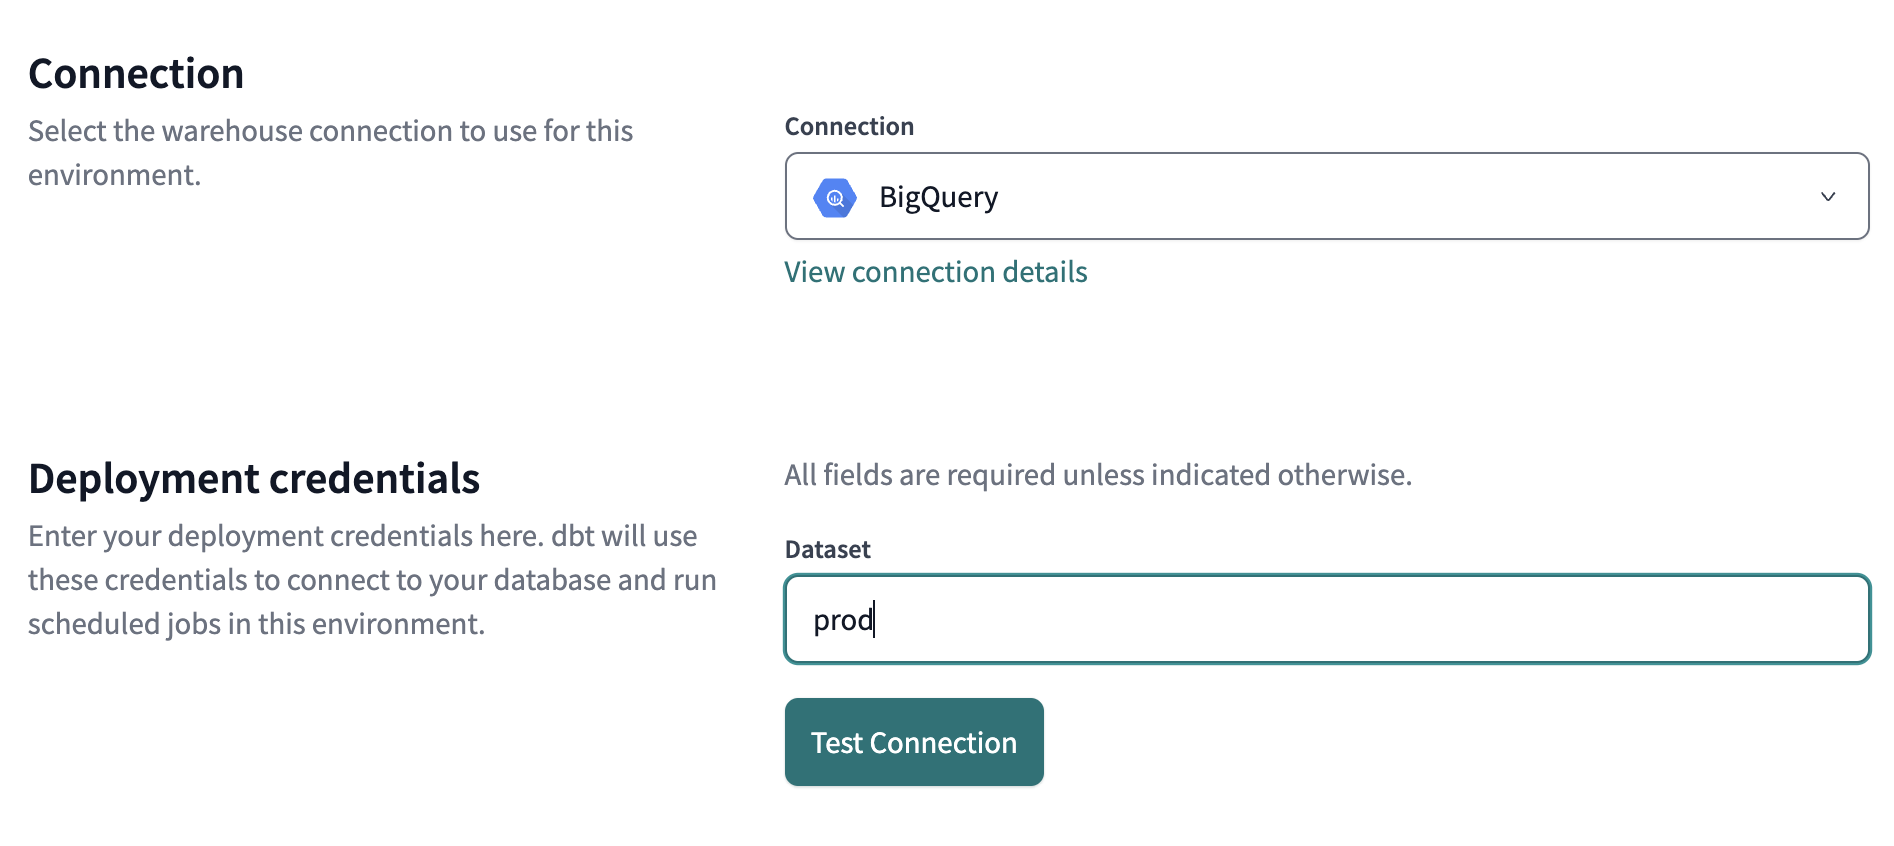 Connection
Select the warehouse connection to use for this
environment.
Connection
BigQuery
View connection details
Deployment credentials
Enter your deployment credentials here. dbt will use
these credentials to connect to your database and run
scheduled jobs in this environment.
All fields are required unless indicated otherwise.
Dataset
prod
Test Connection